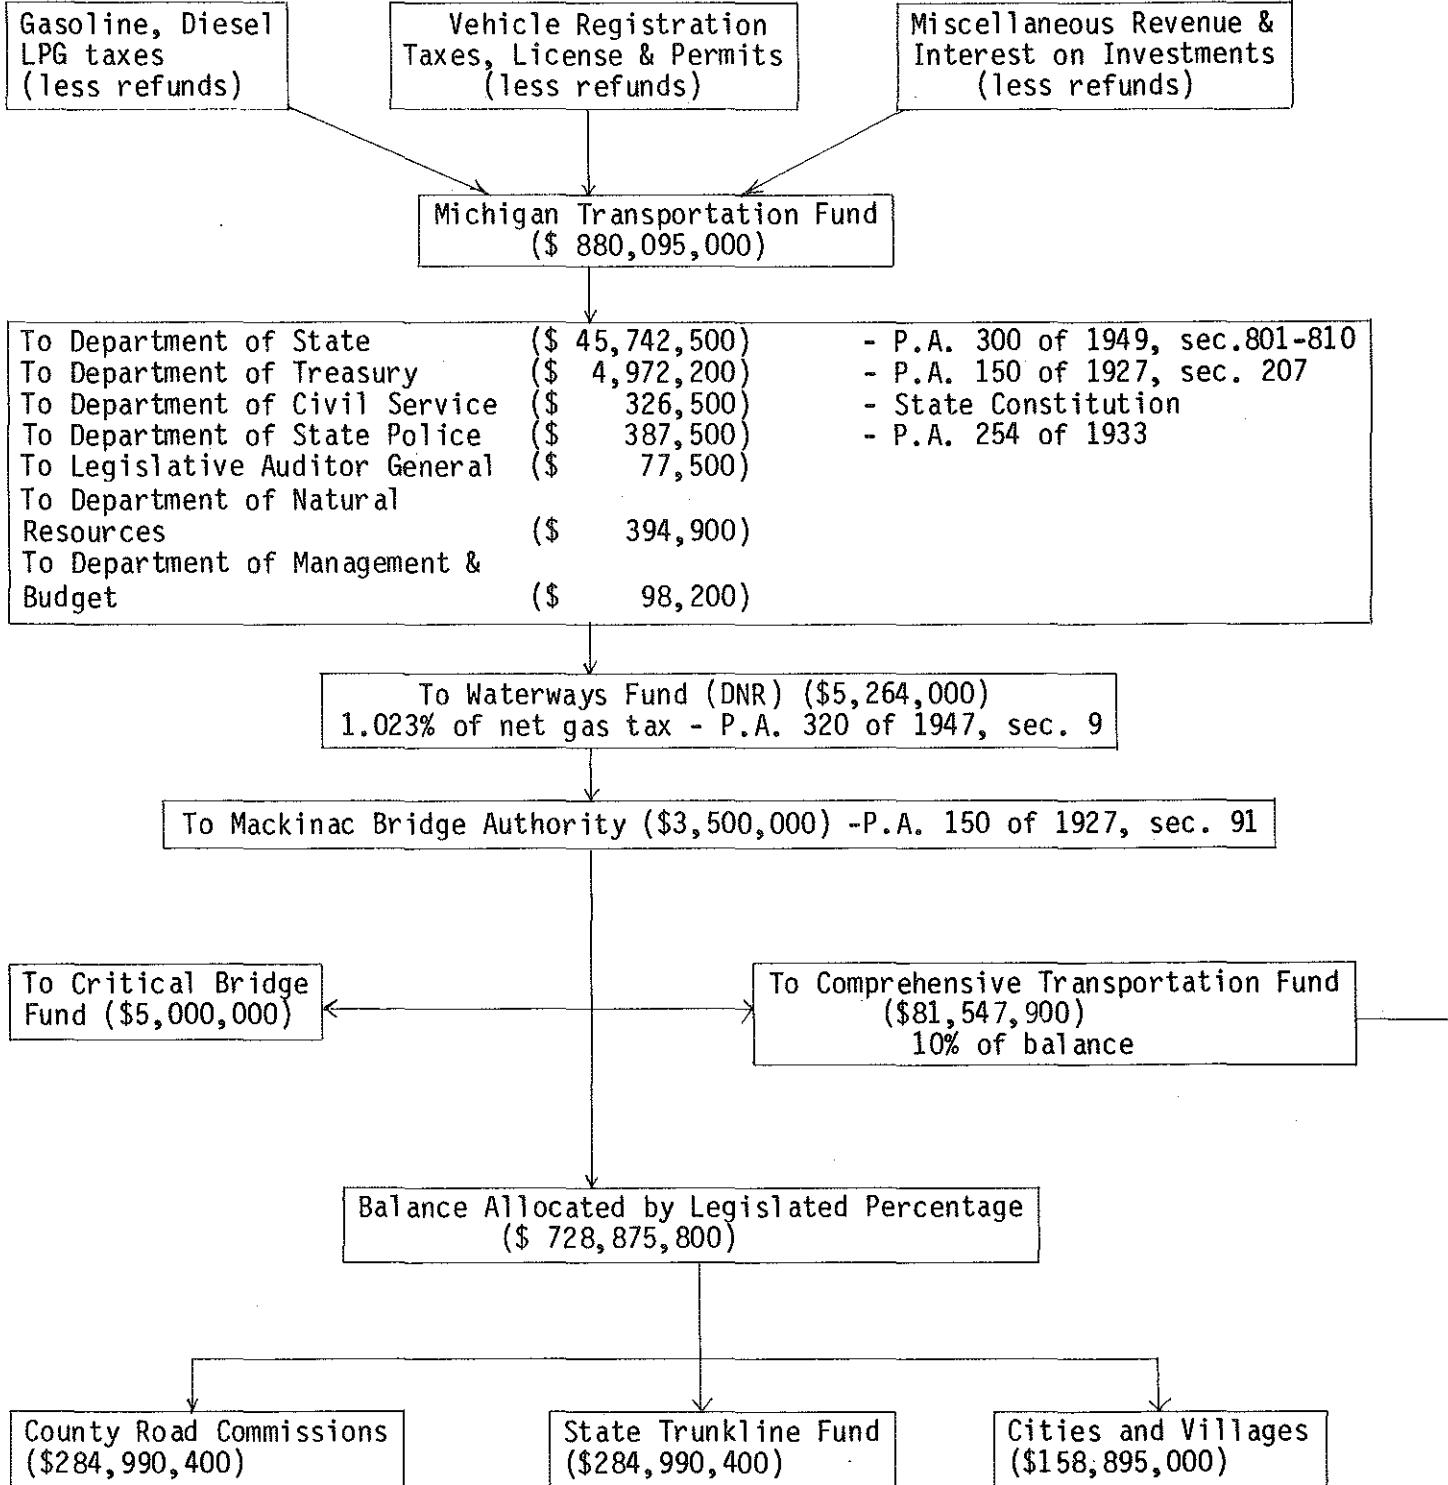 Gasoline, Diesel
LPG taxes
(less refunds)
Vehicle Registration
Taxes, License & Permits
(less refunds)
Miscellaneous Revenue &
Interest on Investments
(less refunds)
Michigan Transportation Fund
($ 880,095,000)
To Department of State ($ 45,742,500) - P.A. 300 of 1949, sec.801-810
To Department of Treasury ($ 4,972,200) - P.A. 150 of 1927, sec. 207
To Department of Civil Service ($ 326,500) - State Constitution
To Department of State Police ($ 387,500) - P.A. 254 of 1933
To Legislative Auditor General ($ 77,500)
To Department of Natural
Resources ($ 394,900)
To Department of Management &
Budget ($ 98,200)
To Waterways Fund (DNR) ($5,264,000)
1.023% of net gas tax - P.A. 320 of 1947, sec. 9
To Mackinac Bridge Authority ($3,500,000) -P.A. 150 of 1927, sec. 91
To Critical Bridge
Fund ($5,000,000)
To Comprehensive Transportation Fund
($81,547,900)
10% of balance
Balance Allocated by Legislated Percentage
($ 728,875,800)
County Road Commissions
($284,990,400)
State Trunkline Fund
($284,990,400)
Cities and Villages
($158,895,000)